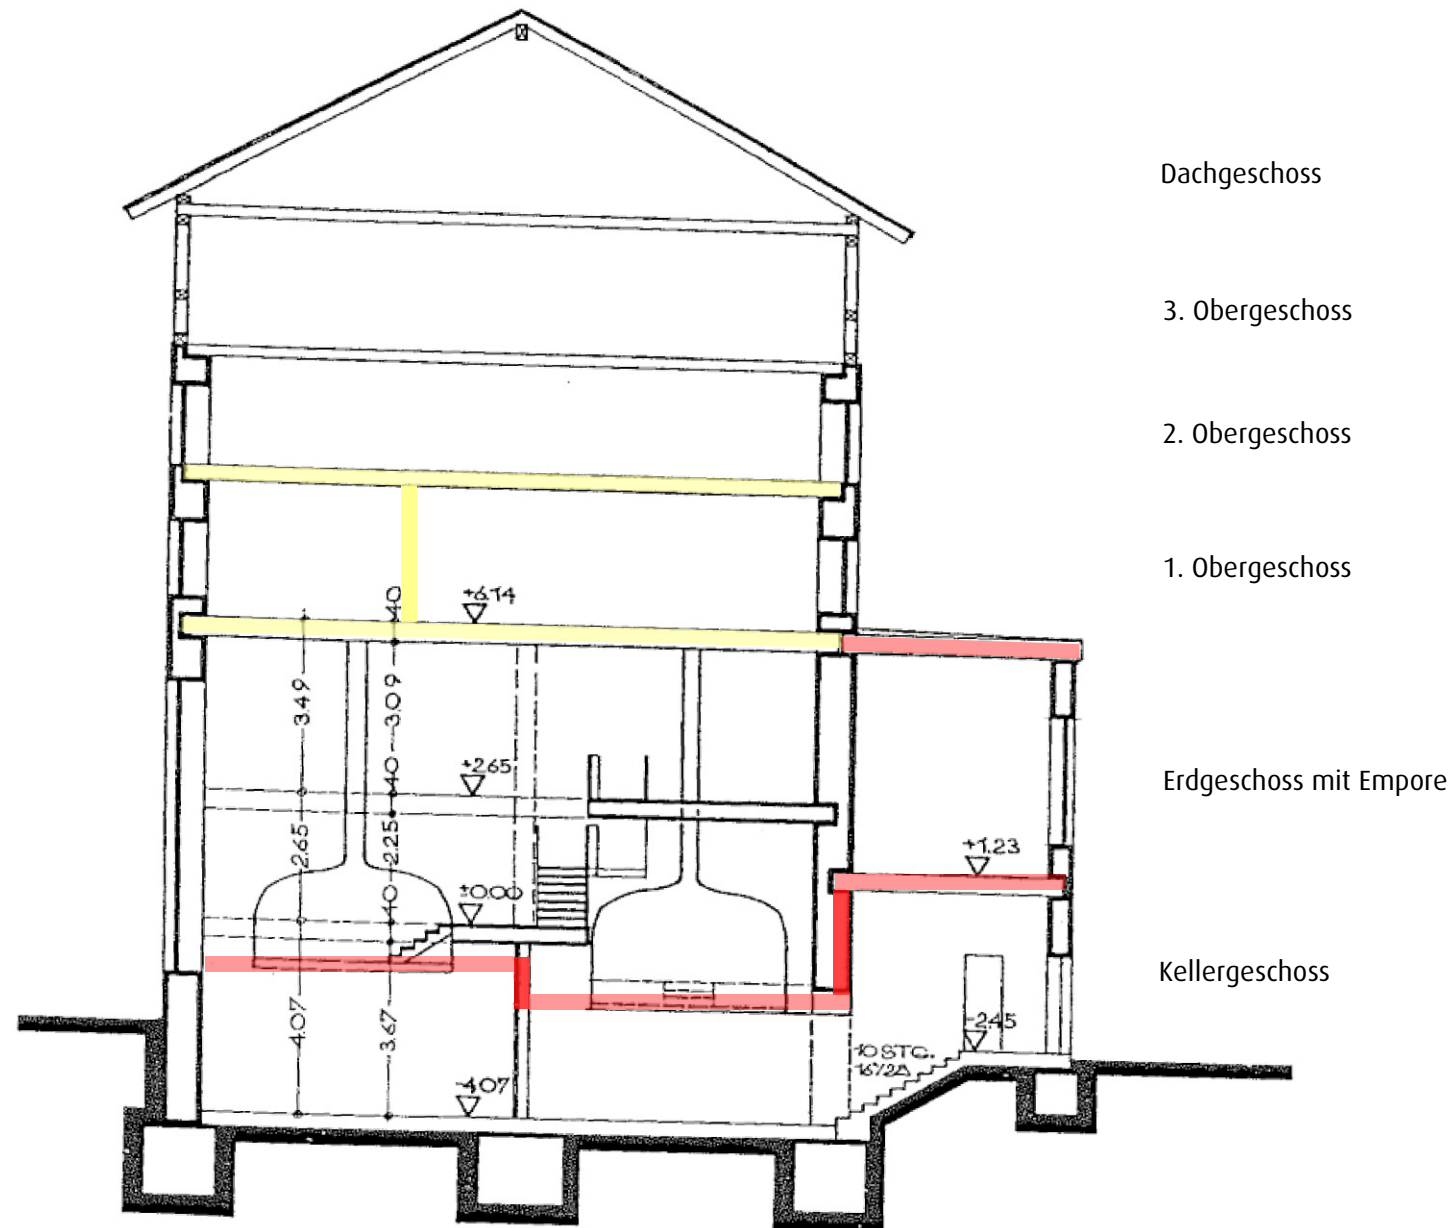 Dachgeschoss
3. Obergeschoss
2. Obergeschoss
1. Obergeschoss
40
+6.14
3.49
3.09
+2.65
40
Erdgeschoss mit Empore
2.65
2.25
+1.23
40
±0.00
Kellergeschoss
4.07
3.67
-2.45
10 STG.
-4.07